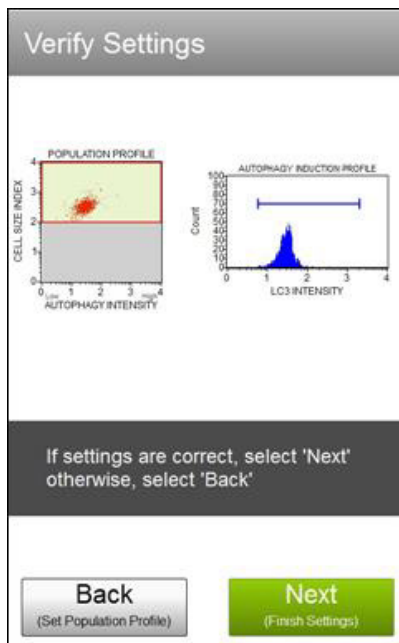 Verify Settings
POPULATION PROFILE
4
3
2
1
0
CELL SIZE INDEX
0 1 2 3 4
Low High
AUTOPHAGY INTENSITY
AUTOPHAGY INDUCTION PROFILE
100
90
80
70
60
50
40
30
20
10
0
Count
0 1 2 3 4
LC3 INTENSITY
If settings are correct, select 'Next'
otherwise, select 'Back'
Back
(Set Population Profile)
Next
(Finish Settings)